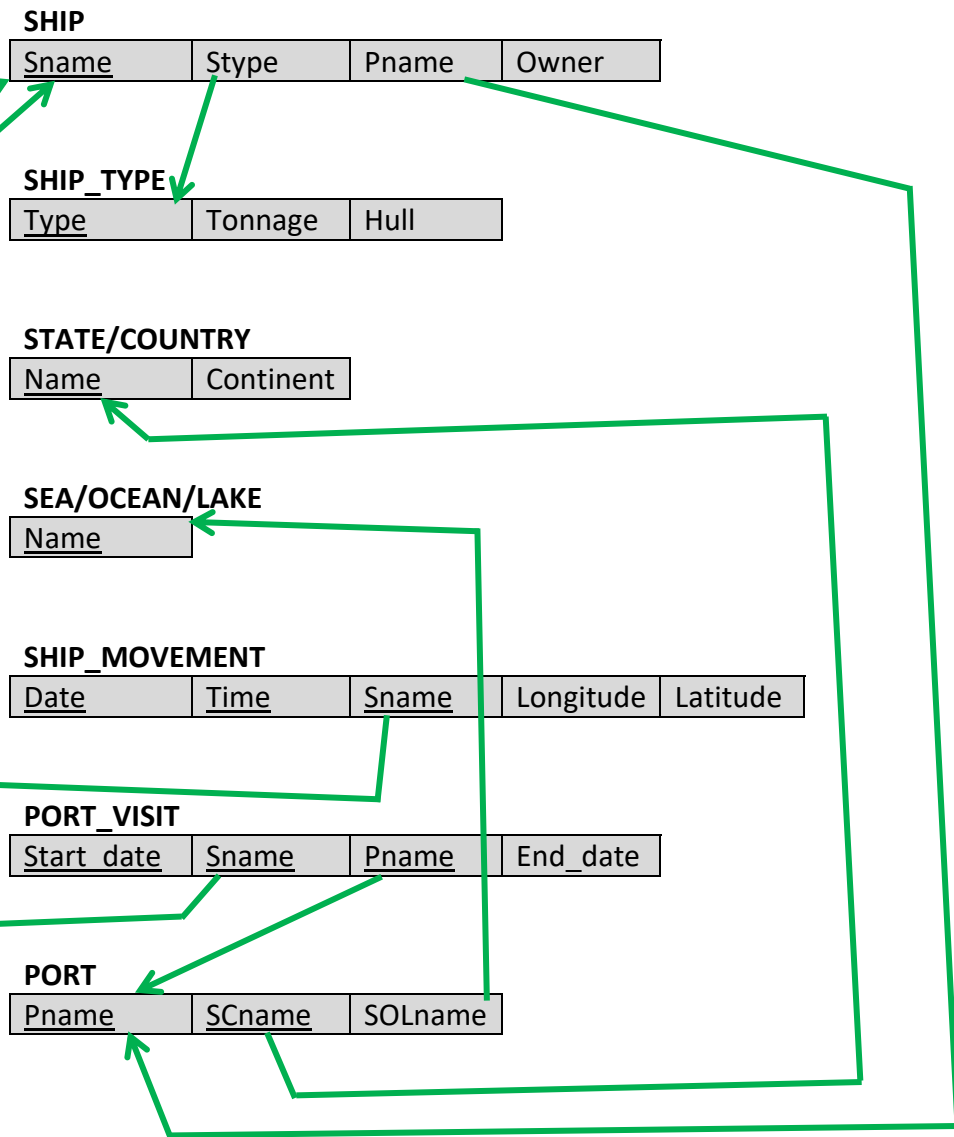 SHIP
Sname Stype Pname Owner
SHIP_TYPE
Type Tonnage Hull
STATE/COUNTRY
Name Continent
SEA/OCEAN/LAKE
Name
SHIP_MOVEMENT
Date Time Sname Longitude Latitude
PORT_VISIT
Start_date Sname Pname End_date
PORT
Pname SCname SOLname